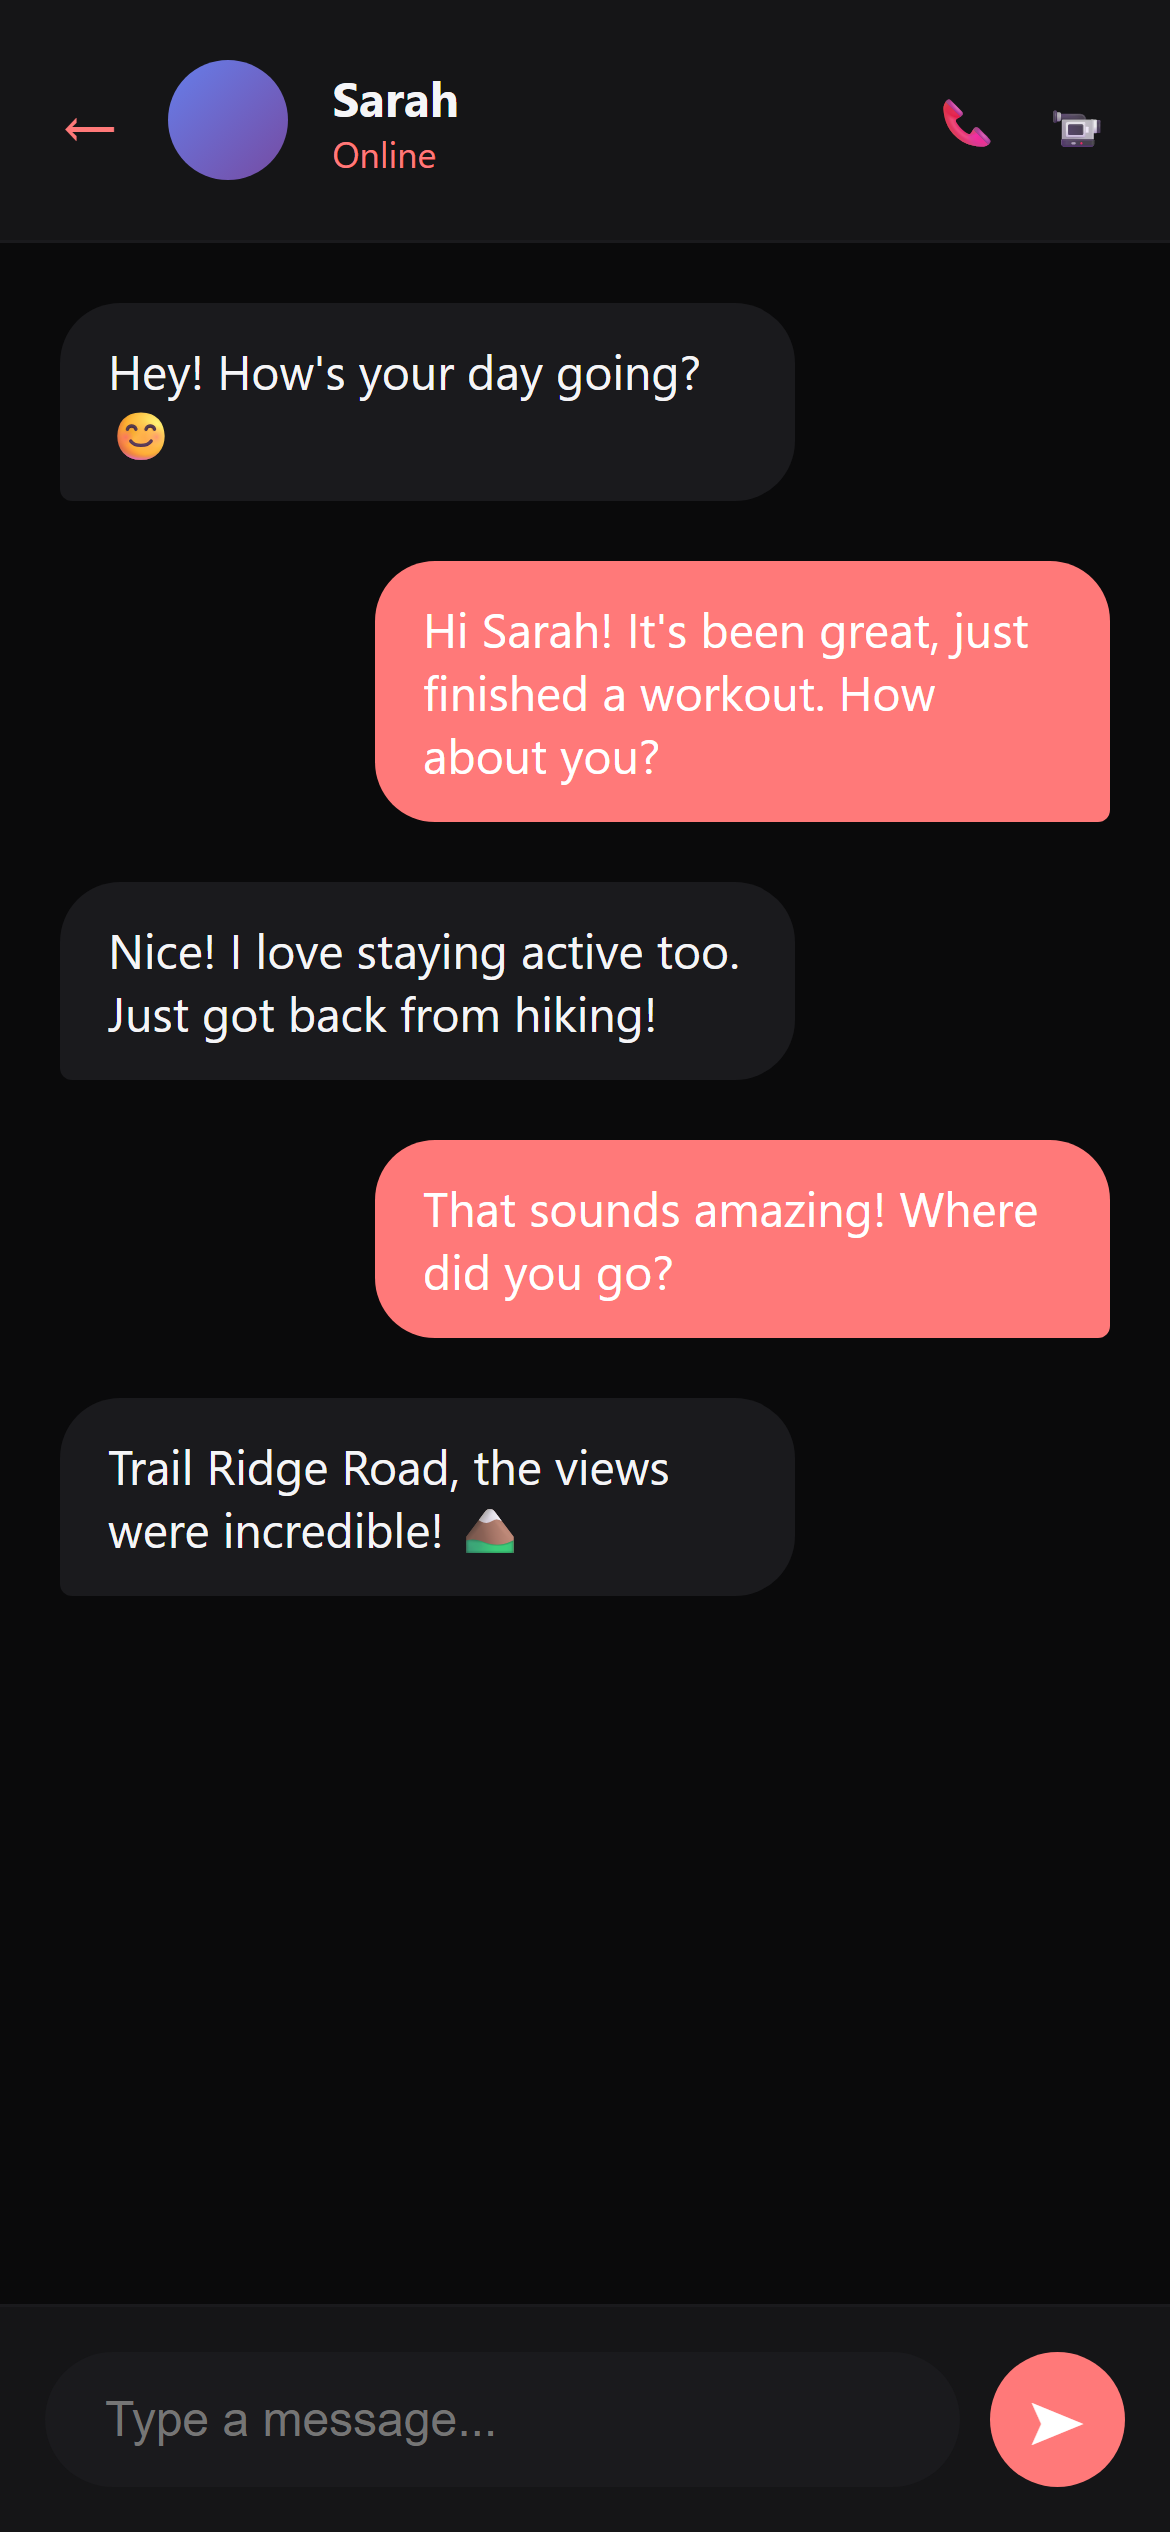 Sarah
Online
Hey! How's your day going?
😊
Hi Sarah! It's been great, just
finished a workout. How
about you?
Nice! I love staying active too.
Just got back from hiking!
That sounds amazing! Where
did you go?
Trail Ridge Road, the views
were incredible! 🏔️
Type a message...